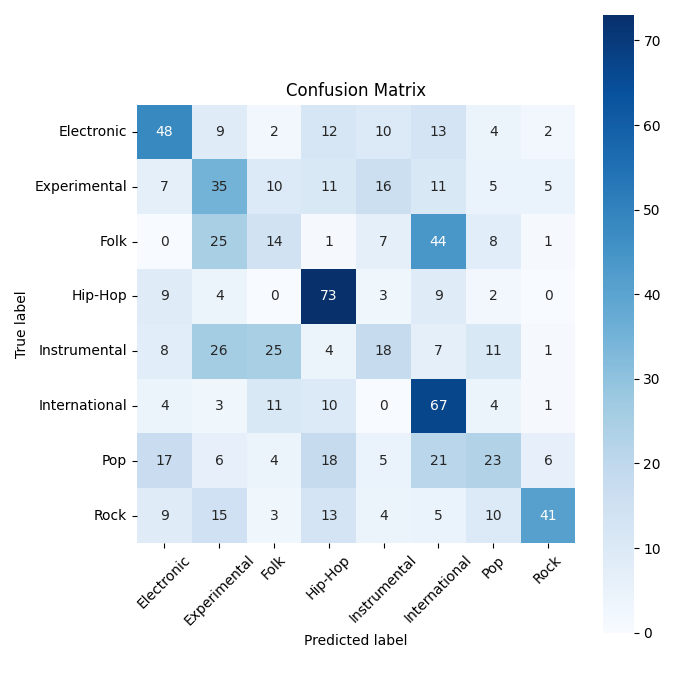 Confusion Matrix
True label
Electronic 48 9 2 12 10 13 4 2
Experimental 7 35 10 11 16 11 5 5
Folk 0 25 14 1 7 44 8 1
Hip-Hop 9 4 0 73 3 9 2 0
Instrumental 8 26 25 4 18 7 11 1
International 4 3 11 10 0 67 4 1
Pop 17 6 4 18 5 21 23 6
Rock 9 15 3 13 4 5 10 41
Electronic Experimental Folk Hip-Hop Instrumental International Pop Rock
Predicted label
70
60
50
40
30
20
10
0